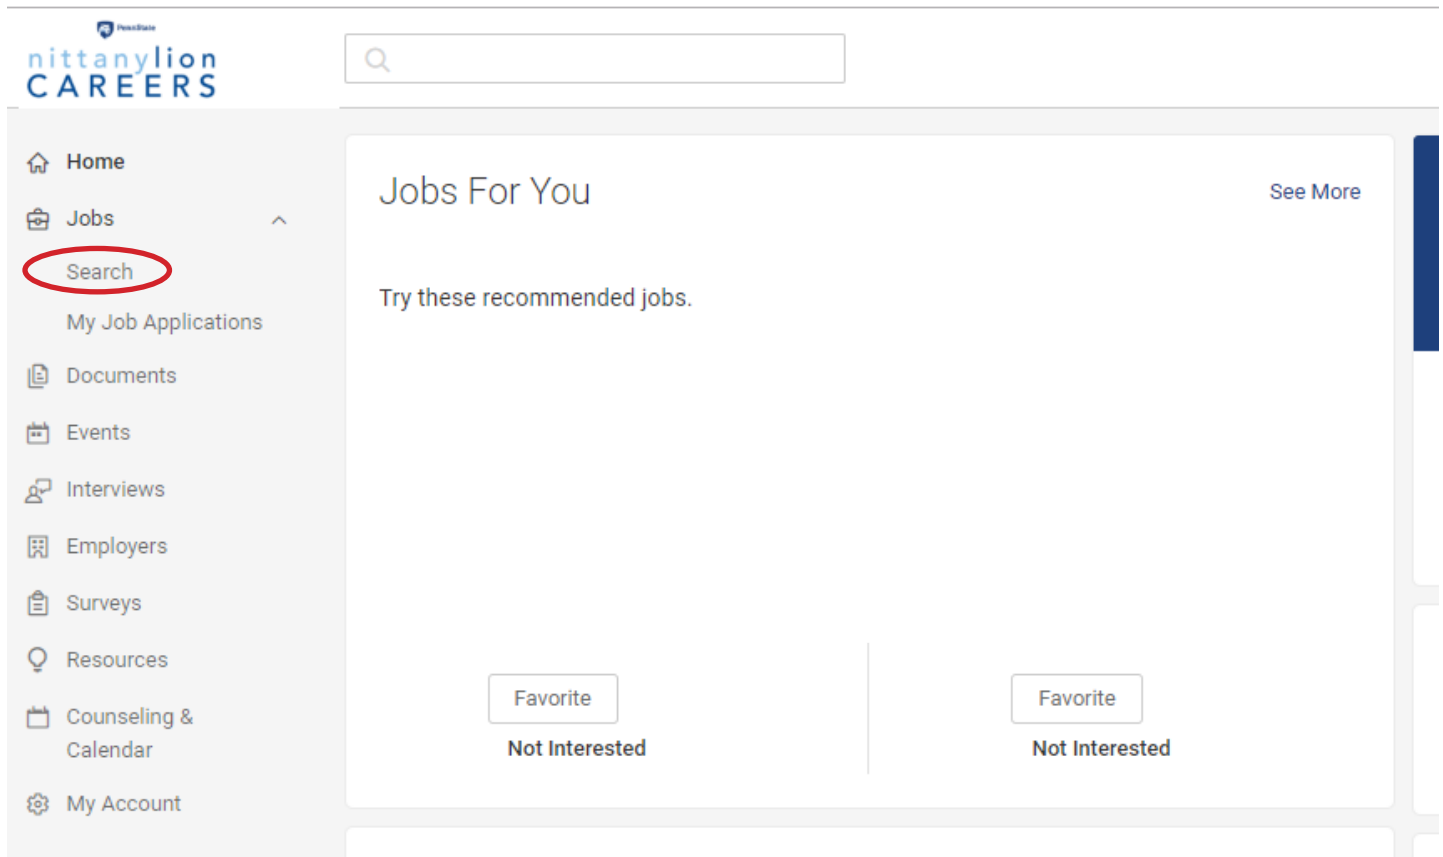 PennState
nittanylion
CAREERS
Home
Jobs
Search
My Job Applications
Documents
Events
Interviews
Employers
Surveys
Resources
Counseling &
Calendar
My Account
Jobs For You
See More
Try these recommended jobs.
Favorite
Not Interested
Favorite
Not Interested